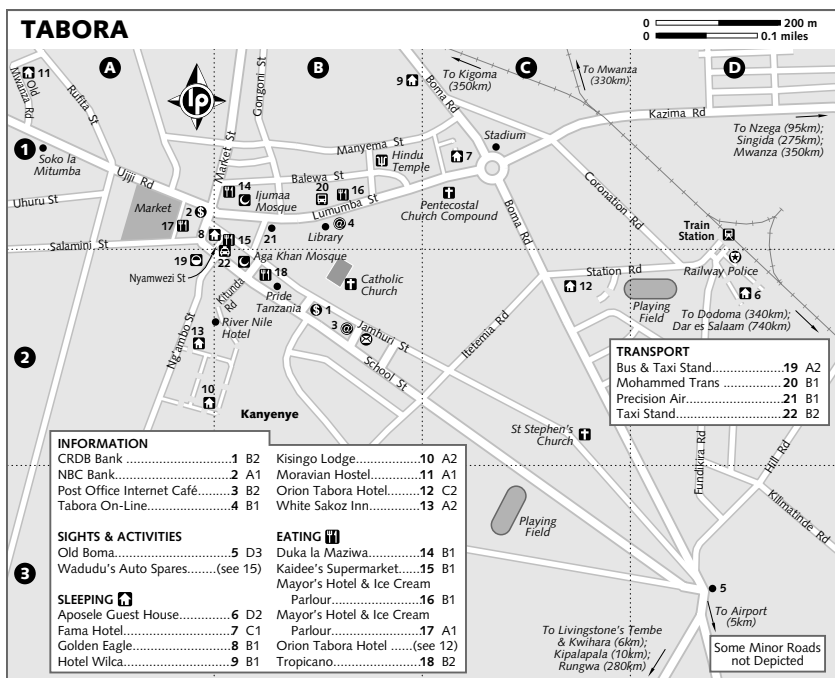 TABORA
0 200 m
0 0.1 miles
A
B
C
D
1
2
3
lp
11
Old
Mwanza Rd
Rufita St
Soko la
Mitumba
Ujiji Rd
Uhuru St
Market
2
17
Salamini St
8
19
Nyamwezi St
Market St
Gongoni St
9
To Kigoma
(350km)
Boma Rd
To Mwanza
(330km)
Kazima Rd
To Nzega (95km);
Singida (275km);
Mwanza (350km)
Manyema St
Hindu
Temple
7
Stadium
Balewa St
14
Ijumaa
Mosque
20
16
Lumumba St
Pentecostal
Church Compound
Boma Rd
Coronation Rd
21
Library
4
15
22
Aga Khan Mosque
18
Kitunda
Rd
Pride
Tanzania
Catholic
Church
Train
Station
Station Rd
Railway Police
12
6
Playing
Field
To Dodoma (340km);
Dar es Salaam (740km)
River Nile
Hotel
Ng'ambo St
13
10
1
3
Jamhuri St
School St
Itetemia Rd
Kanyenye
St Stephen's
Church
Fundikira Rd
Hill Rd
Kilimatinde Rd
Playing
Field
5
To Airport
(5km)
To Livingstone's Tembe
& Kwihara (6km);
Kipalapala (10km);
Rungwa (280km)
Some Minor Roads
not Depicted
TRANSPORT
Bus & Taxi Stand....................19 A2
Mohammed Trans .................20 B1
Precision Air..........................21 B1
Taxi Stand.............................22 B2
INFORMATION
CRDB Bank ..........................1 B2
NBC Bank ...........................2 A1
Post Office Internet Café.....3 B2
Tabora On-Line ...................4 B1
SIGHTS & ACTIVITIES
Old Boma............................5 D3
Wadudu's Auto Spares.......(see 15)
SLEEPING
Aposele Guest House...........6 D2
Fama Hotel..........................7 C1
Golden Eagle.......................8 B1
Hotel Wilca..........................9 B1
Kisingo Lodge....................10 A2
Moravian Hostel................11 A1
Orion Tabora Hotel...........12 C2
White Sakoz Inn................13 A2
EATING
Duka la Maziwa................14 B1
Kaidee's Supermarket.......15 B1
Mayor's Hotel & Ice Cream
Parlour...........................16 B1
Mayor's Hotel & Ice Cream
Parlour...........................17 A1
Orion Tabora Hotel .....(see 12)
Tropicano..........................18 B2